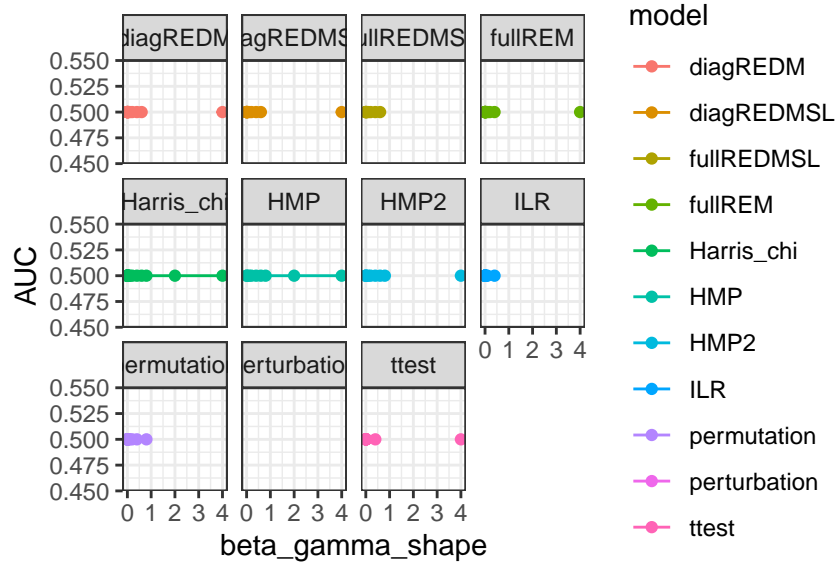 model
diagREDM
agREDMS
ullREDMS
fullREM
0.550
0.525
0.500
0.475
0.450
Harris_chi
HMP
HMP2
ILR
0.550
0.525
0.500
0.475
0.450
0 1 2 3 4
ermutation
erturbation
ttest
0.550
0.525
0.500
0.475
0.450
0 1 2 3 4
0 1 2 3 4
0 1 2 3 4
AUC
beta_gamma_shape
diagREDM
diagREDMSL
fullREDMSL
fullREM
Harris_chi
HMP
HMP2
ILR
permutation
perturbation
ttest